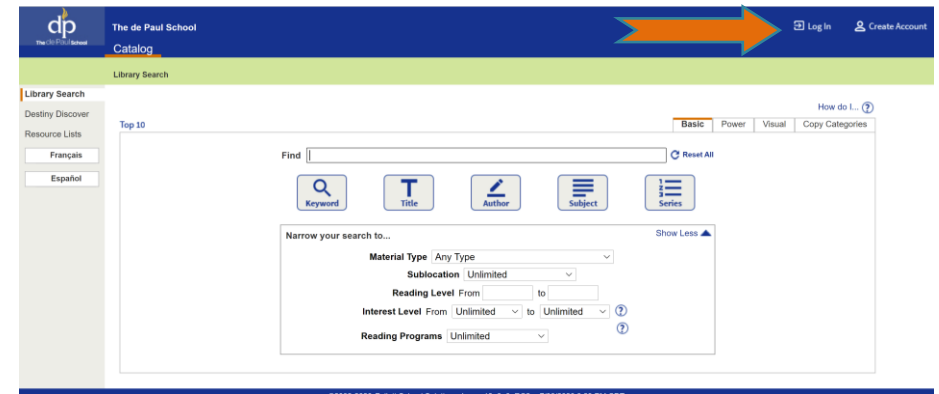 dp
The de Paul School
The de Paul School
Catalog
Log In
Create Account
Library Search
Library Search
Destiny Discover
Resource Lists
Français
Español
How do I... ?
Top 10
Basic Power Visual Copy Categories
Find
Reset All
Keyword
Title
Author
Subject
Series
Narrow your search to...
Show Less
Material Type Any Type
Sublocation Unlimited
Reading Level From to
Interest Level From Unlimited to Unlimited ?
?
Reading Programs Unlimited